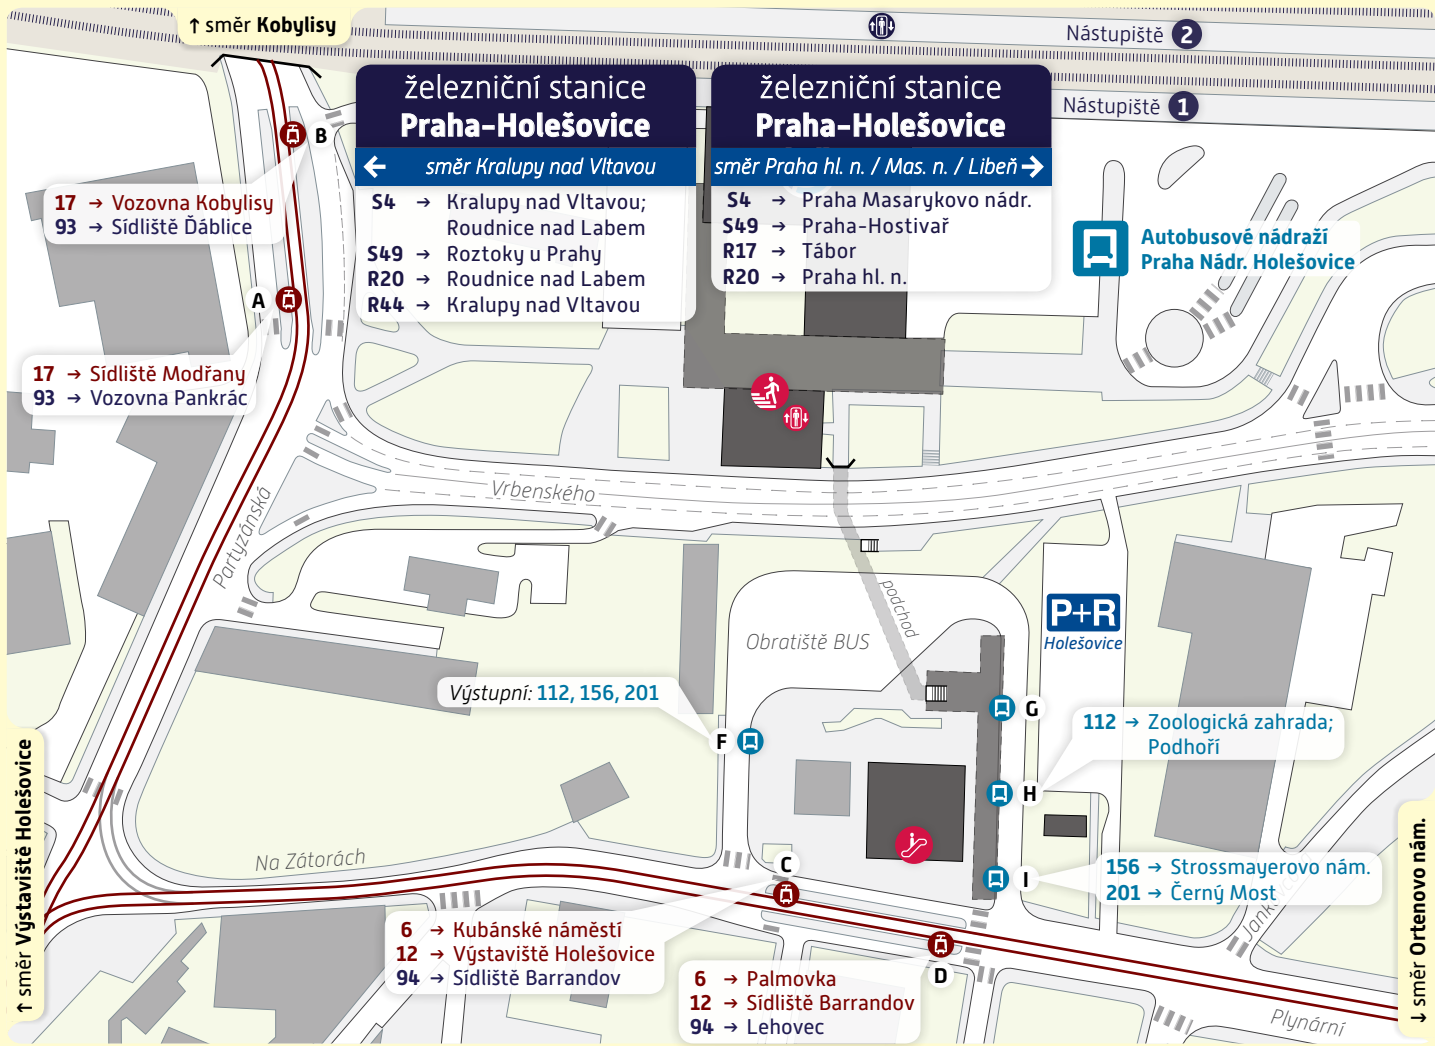 ↑ směr Kobylisy
Nástupiště 2
Nástupiště 1
železniční stanice
Praha-Holešovice
← směr Kralupy nad Vltavou
S4 → Kralupy nad Vltavou;
Roudnice nad Labem
S49 → Roztoky u Prahy
R20 → Roudnice nad Labem
R44 → Kralupy nad Vltavou
železniční stanice
Praha-Holešovice
směr Praha hl. n. / Mas. n. / Libeň →
S4 → Praha Masarykovo nádr.
S49 → Praha-Hostivař
R17 → Tábor
R20 → Praha hl. n.
B
17 → Vozovna Kobylisy
93 → Sídliště Ďáblice
A
17 → Sídliště Modřany
93 → Vozovna Pankrác
Autobusové nádraží
Praha Nádr. Holešovice
Vrbenského
Partyzánská
podchod
P+R
Holešovice
Obratiště BUS
Výstupní: 112, 156, 201
F
G
112 → Zoologická zahrada;
Podhoří
H
I
156 → Strossmayerovo nám.
201 → Černý Most
Na Zátorách
C
6 → Kubánské náměstí
12 → Výstaviště Holešovice
94 → Sídliště Barrandov
D
6 → Palmovka
12 → Sídliště Barrandov
94 → Lehovec
Plynární
↑ směr Výstaviště Holešovice
↓ směr Ortenovo nám.